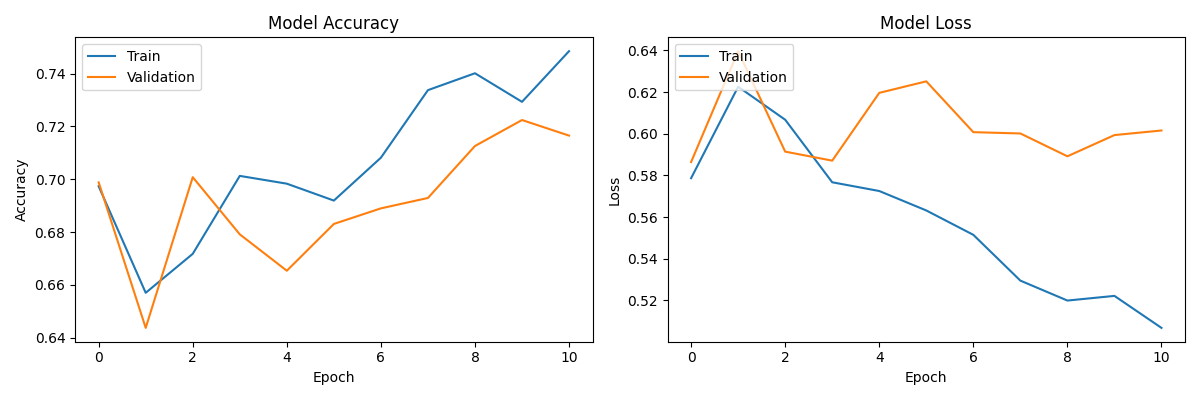 Model Accuracy
Train
Validation
0.74
0.72
0.70
0.68
0.66
0.64
Accuracy
0 2 4 6 8 10
Epoch
Model Loss
Train
Validation
0.64
0.62
0.60
0.58
0.56
0.54
0.52
Loss
0 2 4 6 8 10
Epoch